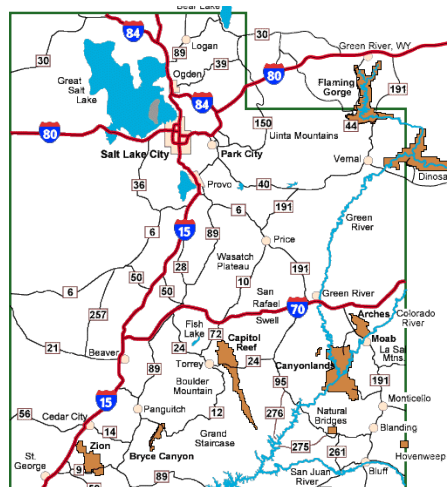 Bear Lake
84
89
Logan
30
Green River, WY
30
39
Great
Salt
Lake
Ogden
80
Flaming
Gorge
191
84
150
44
80
Uinta Mountains
Salt Lake City
Park City
Vernal
Dinosa
36
Provo
40
191
6
Green
River
6
15
89
Price
28
Wasatch
Plateau
191
50
50
10
6
San
Rafael
Swell
Green River
257
70
Fish
Lake
72
Capitol
Reef
Arches
Colorado
River
21
24
Moab
Beaver
24
La Sa
Mtns.
Torrey
Canyonlands
89
Boulder
Mountain
95
191
15
Panguitch
12
276
Monticello
56
Cedar City
Natural
Bridges
14
Grand
Staircase
Blanding
Zion
275
261
Hovenweep
St.
George
9
Bryce Canyon
89
San Juan
River
Bluff